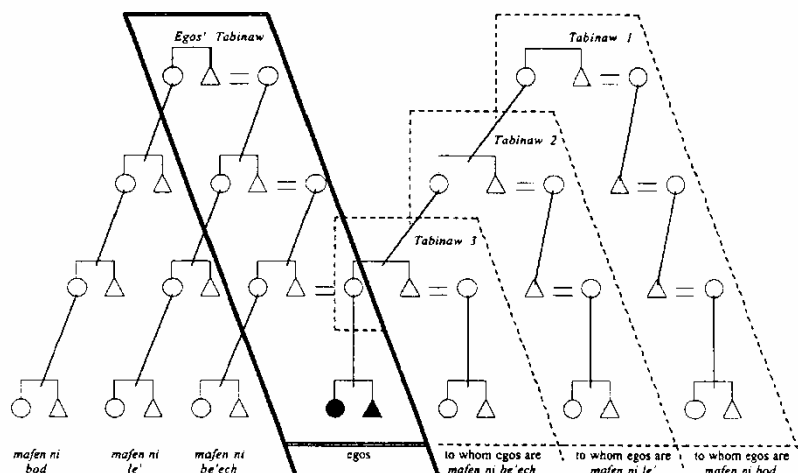 Egos' Tabinaw
Tabinaw 1
Tabinaw 2
Tabinaw 3
mafen ni
bod
mafen ni
le'
mafen ni
be'ech
egos
to whom egos are
mafen ni be'ech
to whom egos are
mafen ni le'
to whom egos are
mafen ni bod